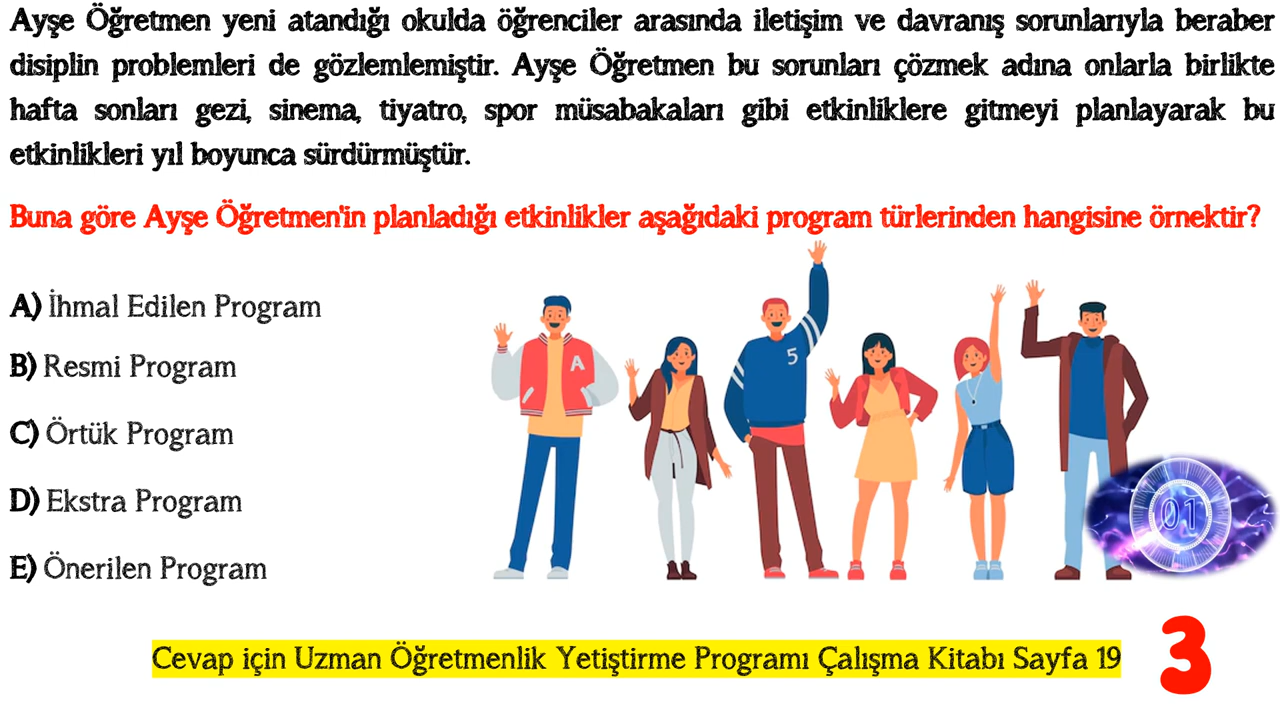 Ayşe Öğretmen yeni atandığı okulda öğrenciler arasında iletişim ve davranış sorunlarıyla beraber
disiplin problemleri de gözlemlemiştir. Ayşe Öğretmen bu sorunları çözmek adına onlarla birlikte
hafta sonları gezi, sinema, tiyatro, spor müsabakaları gibi etkinliklere gitmeyi planlayarak bu
etkinlikleri yıl boyunca sürdürmüştür.
Buna göre Ayşe Öğretmen'in planladığı etkinlikler aşağıdaki program türlerinden hangisine örnektir?
A) İhmal Edilen Program
B) Resmi Program
C) Örtük Program
D) Ekstra Program
E) Önerilen Program
A
5
01
Cevap için Uzman Öğretmenlik Yetiştirme Programı Çalışma Kitabı Sayfa 19
3